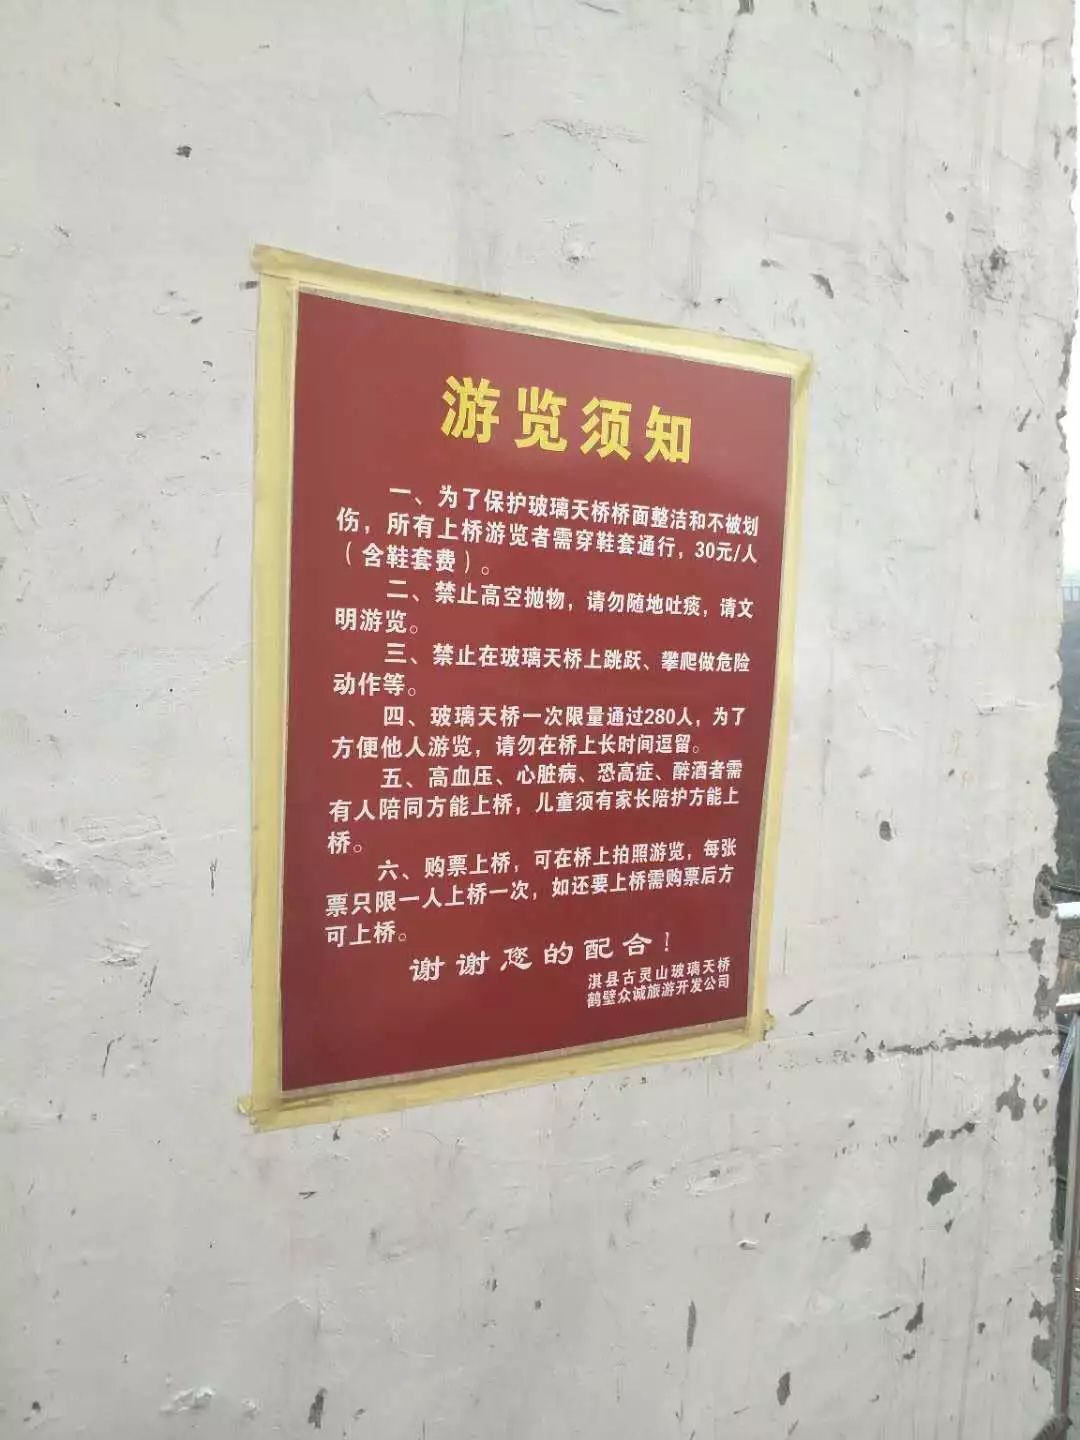 游览须知
一、为了保护玻璃天桥桥面整洁和不被划
伤，所有上桥游览者需穿鞋套通行，30元/人
（含鞋套费）。
二、禁止高空抛物，请勿随地吐痰，请文
明游览。
三、禁止在玻璃天桥上跳跃、攀爬做危险
动作等。
四、玻璃天桥一次限量通过280人，为了
方便他人游览，请勿在桥上长时间逗留。
五、高血压、心脏病、恐高症、醉酒者需
有人陪同方能上桥，儿童须有家长陪护方能上
桥。
六、购票上桥，可在桥上拍照游览，每张
票只限一人上桥一次，如还要上桥需购票后方
可上桥。
谢谢您的配合！
淇县古灵山玻璃天桥
鹤壁众诚旅游开发公司